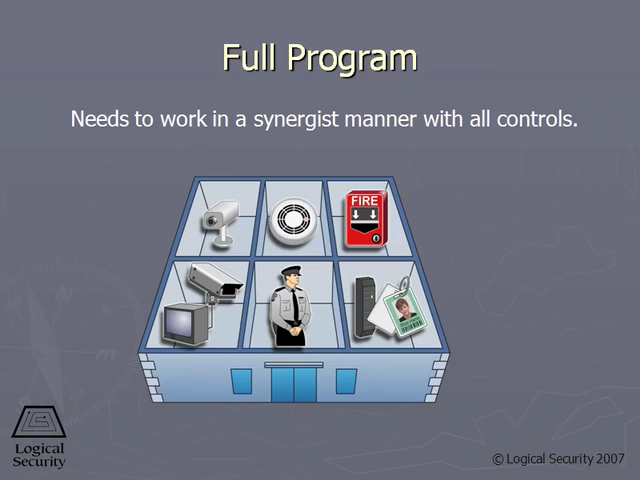 Full Program
Needs to work in a synergist manner with all controls.
FIRE
Logical
Security
© Logical Security 2007